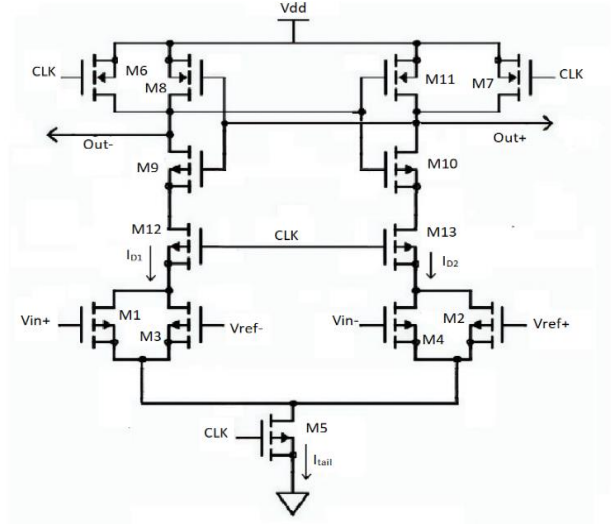 Vdd
CLK
M6
M8
M11
M7
CLK
Out-
Out+
M9
M10
M12
CLK
M13
ID1
ID2
Vin+
M1
M3
Vref-
Vin-
M2
M4
Vref+
CLK
M5
Itail